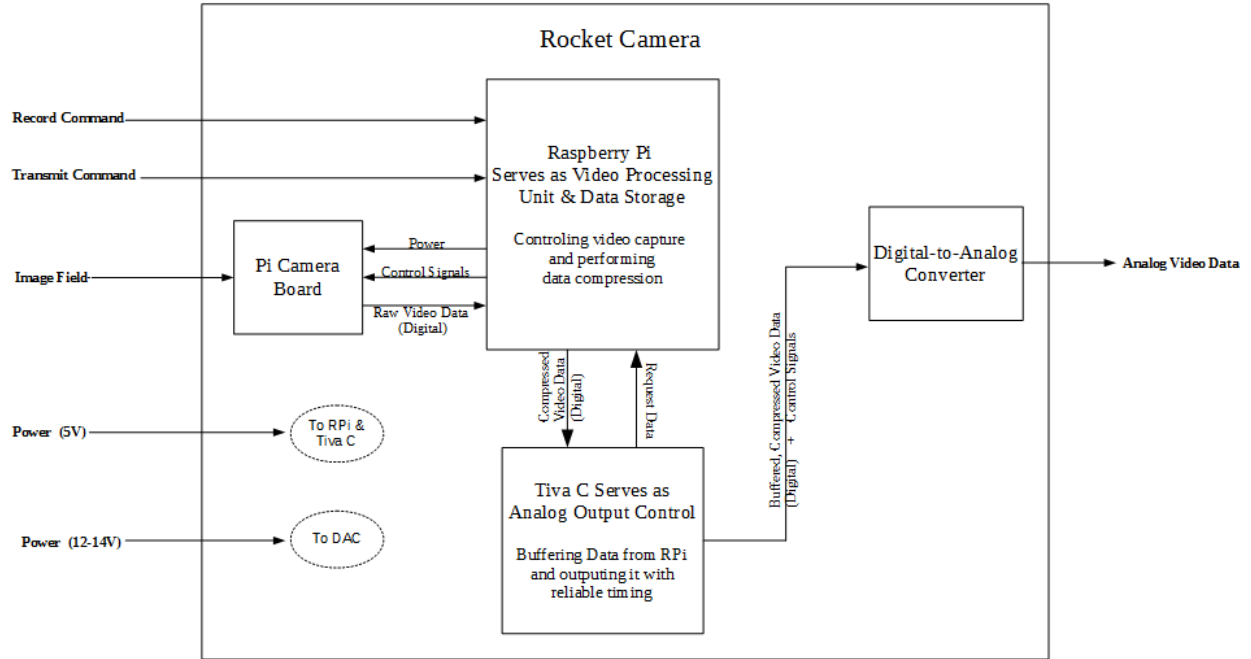 Rocket Camera
Record Command
Transmit Command
Image Field
Power (5V)
Power (12-14V)
Raspberry Pi
Serves as Video Processing
Unit & Data Storage
Controling video capture
and performing
data compression
Pi Camera
Board
Power
Control Signals
Raw Video Data
(Digital)
Digital-to-Analog
Converter
Analog Video Data
Compressed
Video Data
(Digital)
Request Data
Buffered, Compressed Video Data
(Digital) + Control Signals
To RPi &
Tiva C
To DAC
Tiva C Serves as
Analog Output Control
Buffering Data from RPi
and outputing it with
reliable timing